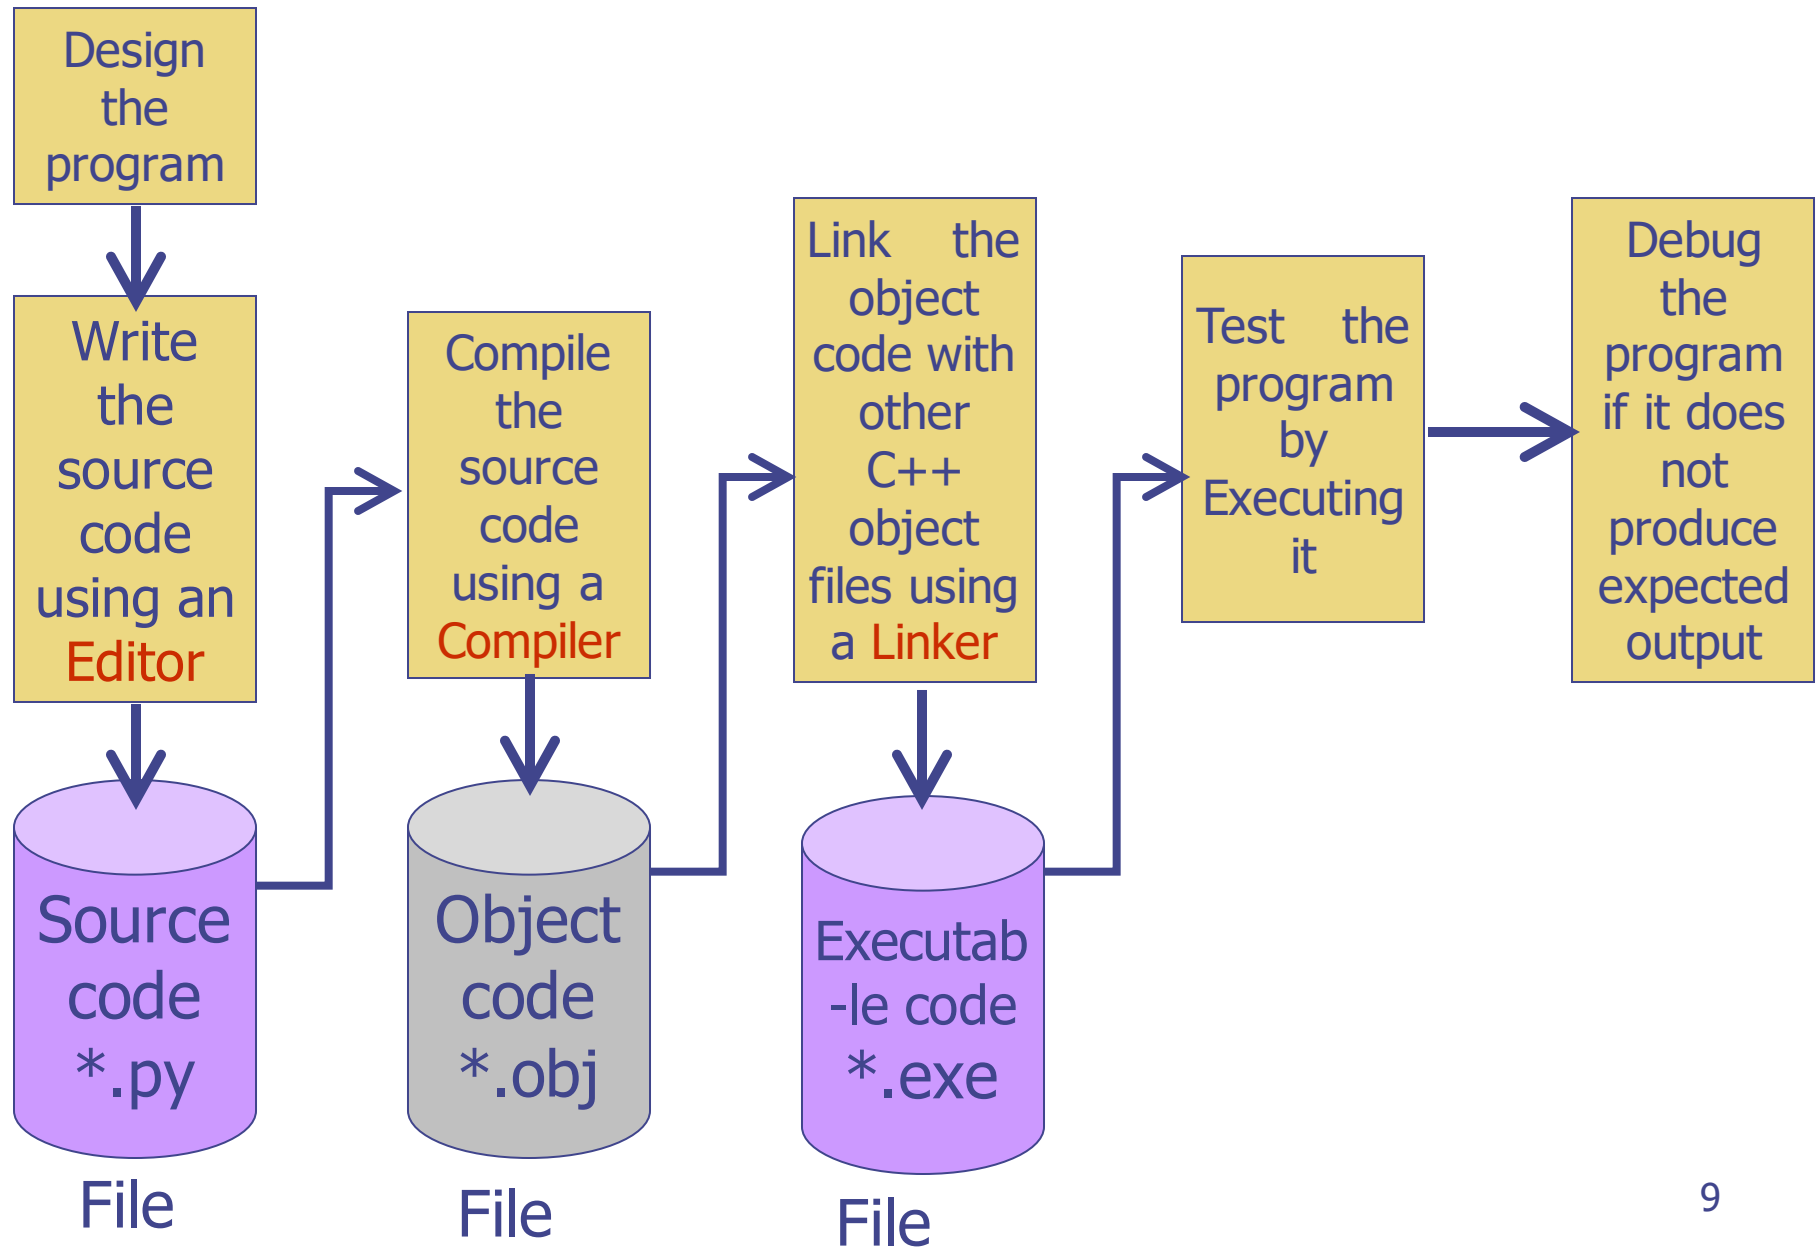 Design
the
program
Write
the
source
code
using an
Editor
Source
code
*.py
File
Compile
the
source
code
using a
Compiler
Object
code
*.obj
File
Link the
object
code with
other
C++
object
files using
a Linker
Executab
-le code
*.exe
File
Test the
program
by
Executing
it
Debug
the
program
if it does
not
produce
expected
output
9